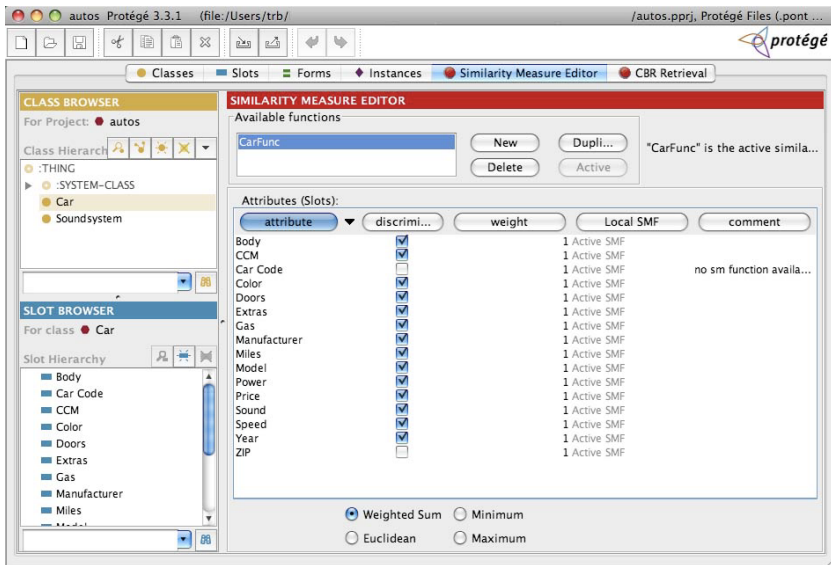 autos Protégé 3.3.1 (file:/Users/trb/ /autos.pprj, Protégé Files (.pont ...
protégé
Classes Slots Forms Instances Similarity Measure Editor CBR Retrieval
CLASS BROWSER
For Project: autos
Class Hierarch
:THING
:SYSTEM-CLASS
Car
Soundsystem
SLOT BROWSER
For class Car
Slot Hierarchy
Body
Car Code
CCM
Color
Doors
Extras
Gas
Manufacturer
Miles
Model
SIMILARITY MEASURE EDITOR
Available functions
CarFunc
New Dupli...
Delete Active
"CarFunc" is the active simila...
Attributes (Slots):
attribute discrimi... weight Local SMF comment
Body 1 Active SMF
CCM 1 Active SMF
Car Code 1 Active SMF no sm function availa...
Color 1 Active SMF
Doors 1 Active SMF
Extras 1 Active SMF
Gas 1 Active SMF
Manufacturer 1 Active SMF
Miles 1 Active SMF
Model 1 Active SMF
Power 1 Active SMF
Price 1 Active SMF
Sound 1 Active SMF
Speed 1 Active SMF
Year 1 Active SMF
ZIP 1 Active SMF
Weighted Sum Minimum
Euclidean Maximum